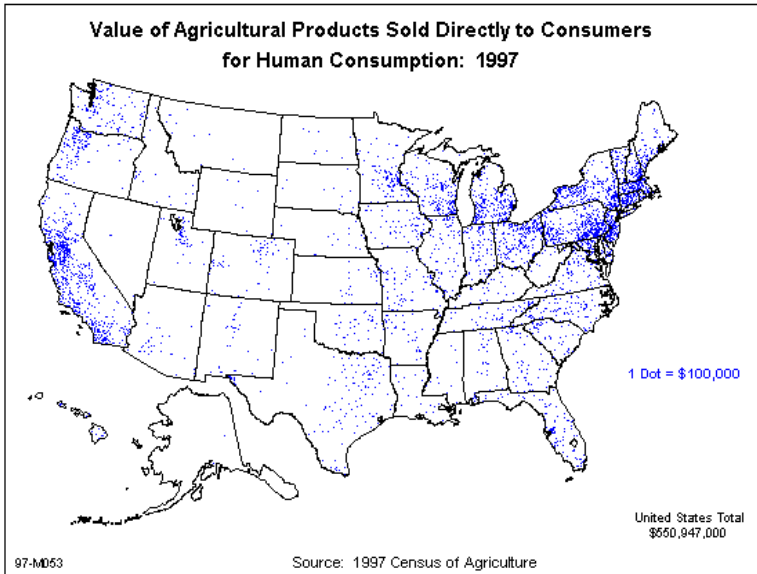 Value of Agricultural Products Sold Directly to Consumers
for Human Consumption:  1997
1 Dot = $100,000
United States Total
$550,947,000
97-M053
Source:  1997 Census of Agriculture